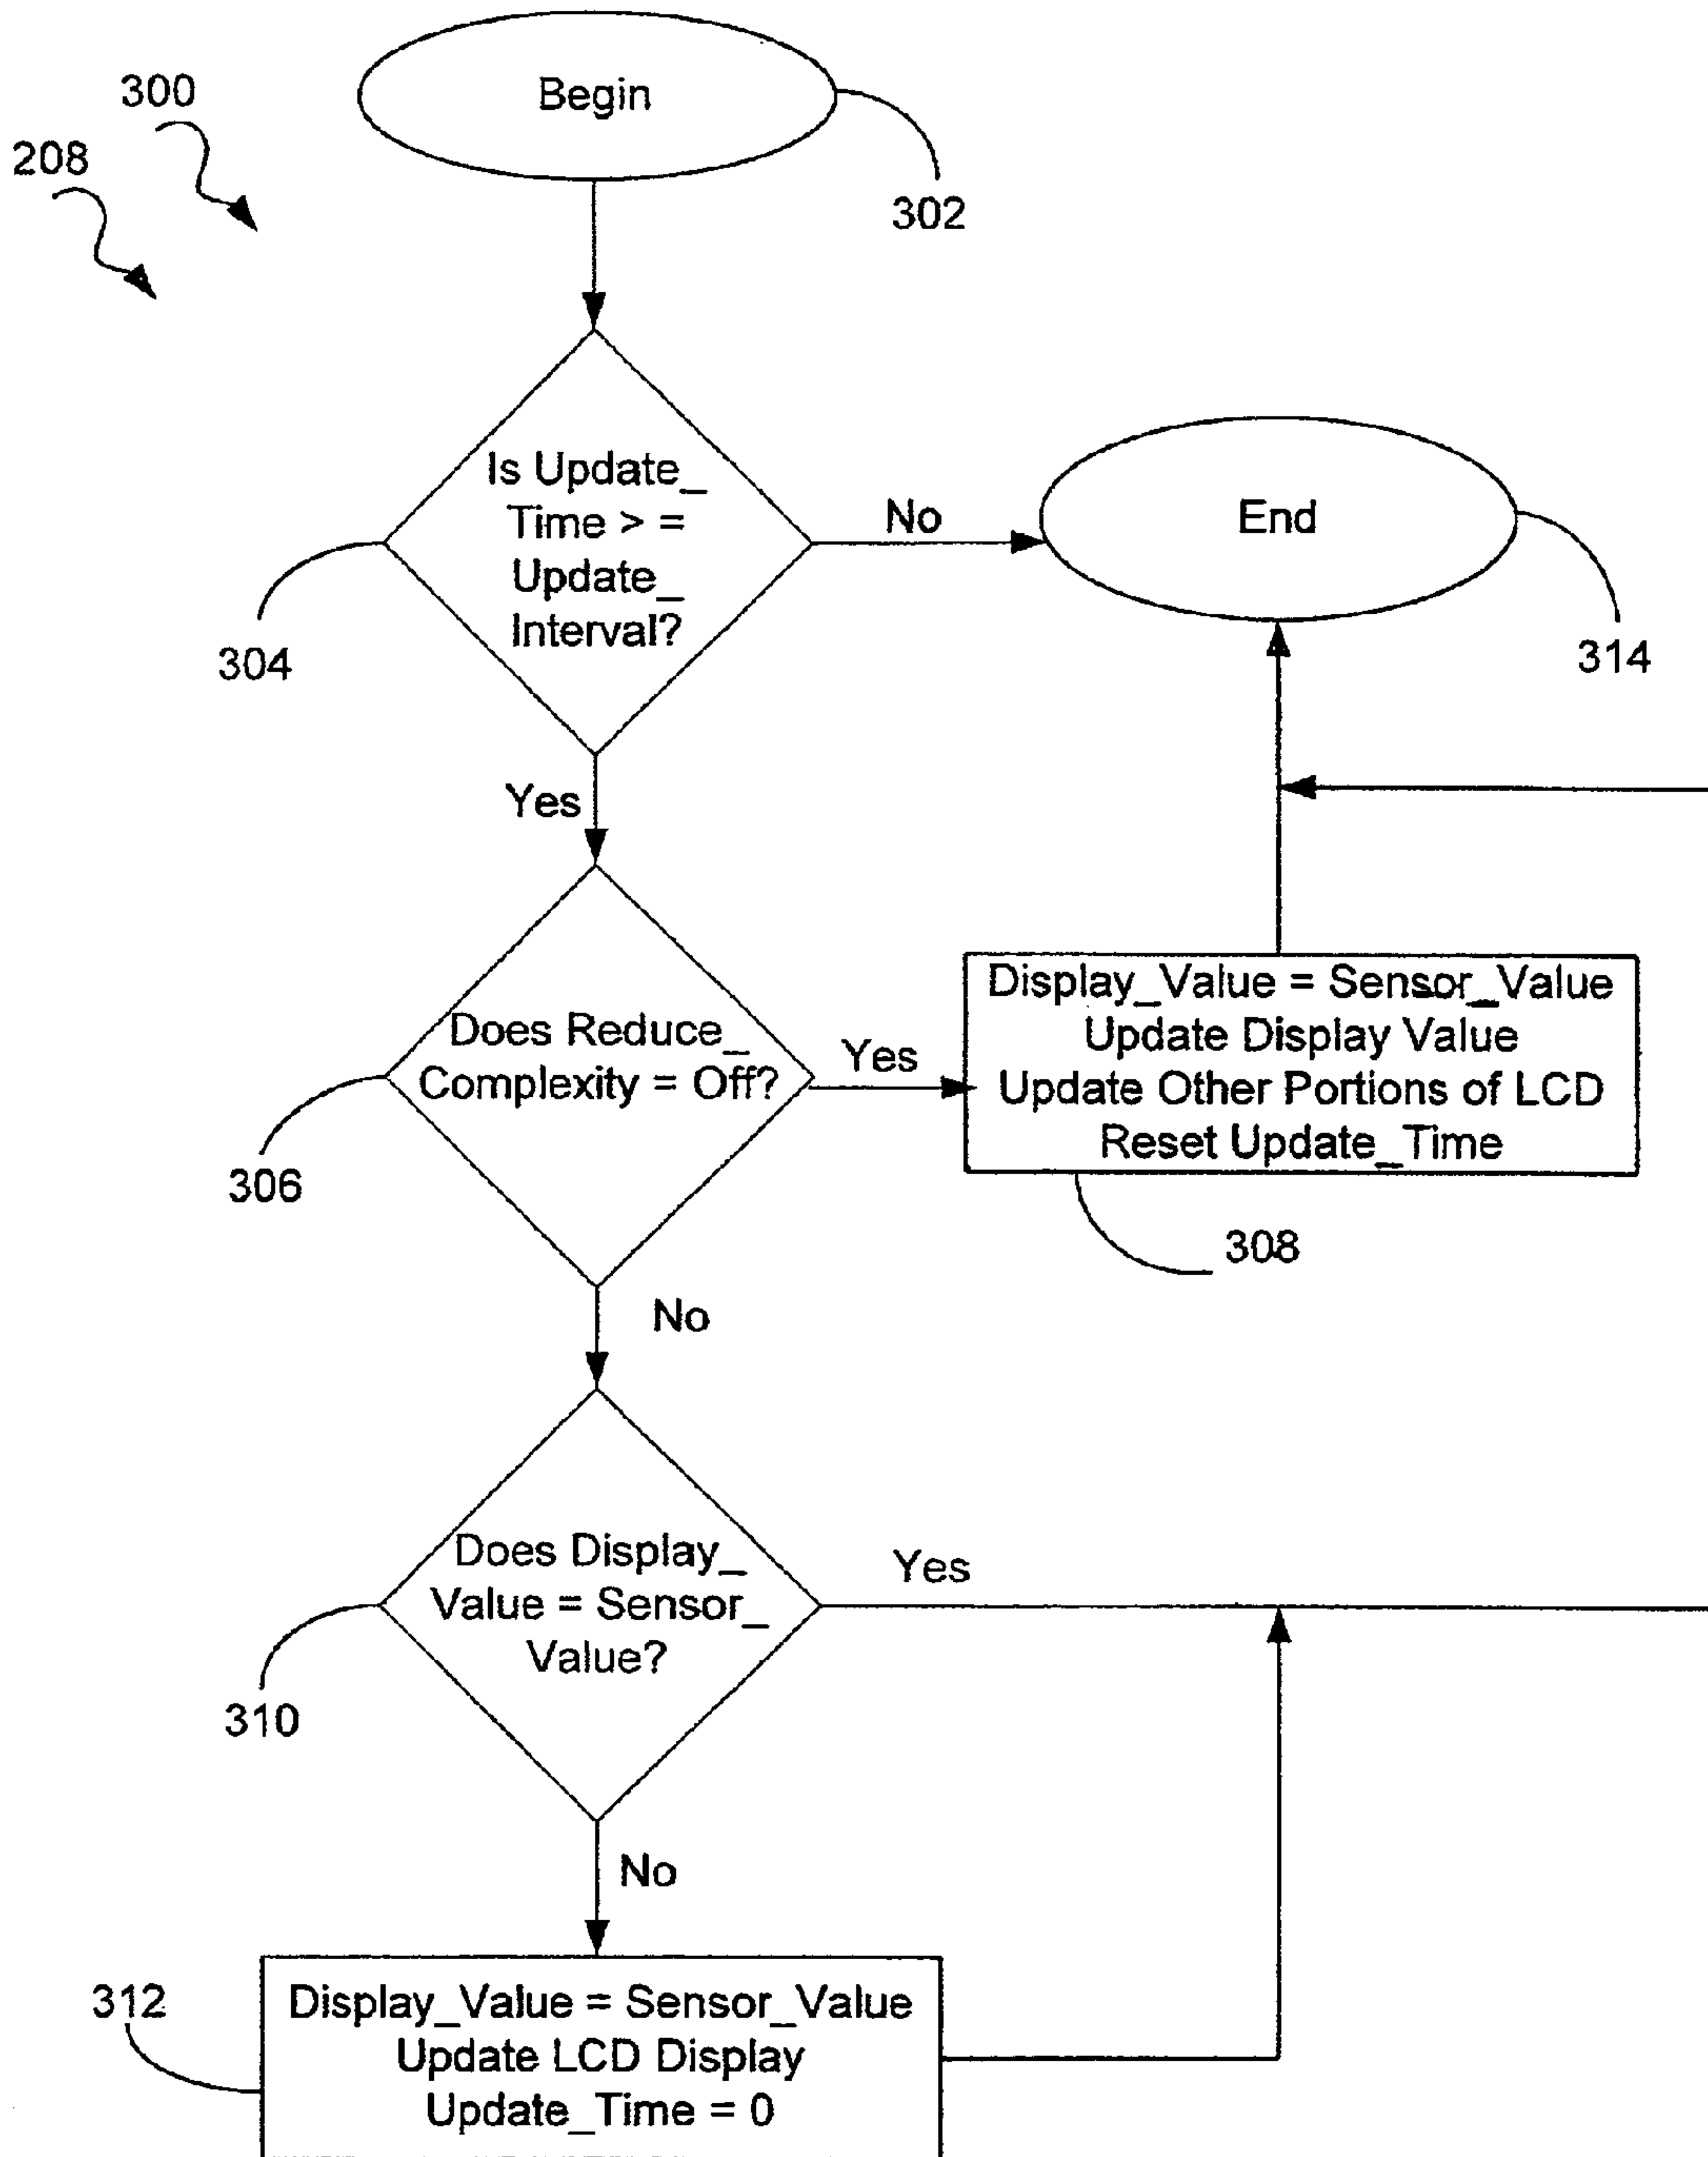 300
208
Begin
302
Is Update_
Time > =
Update_
Interval?
No
End
304
314
Yes
Does Reduce_
Complexity = Off?
Yes
Display_Value = Sensor_Value
Update Display Value
Update Other Portions of LCD
Reset Update_Time
306
308
No
Does Display_
Value = Sensor_
Value?
Yes
310
No
312
Display_Value = Sensor_Value
Update LCD Display
Update_Time = 0